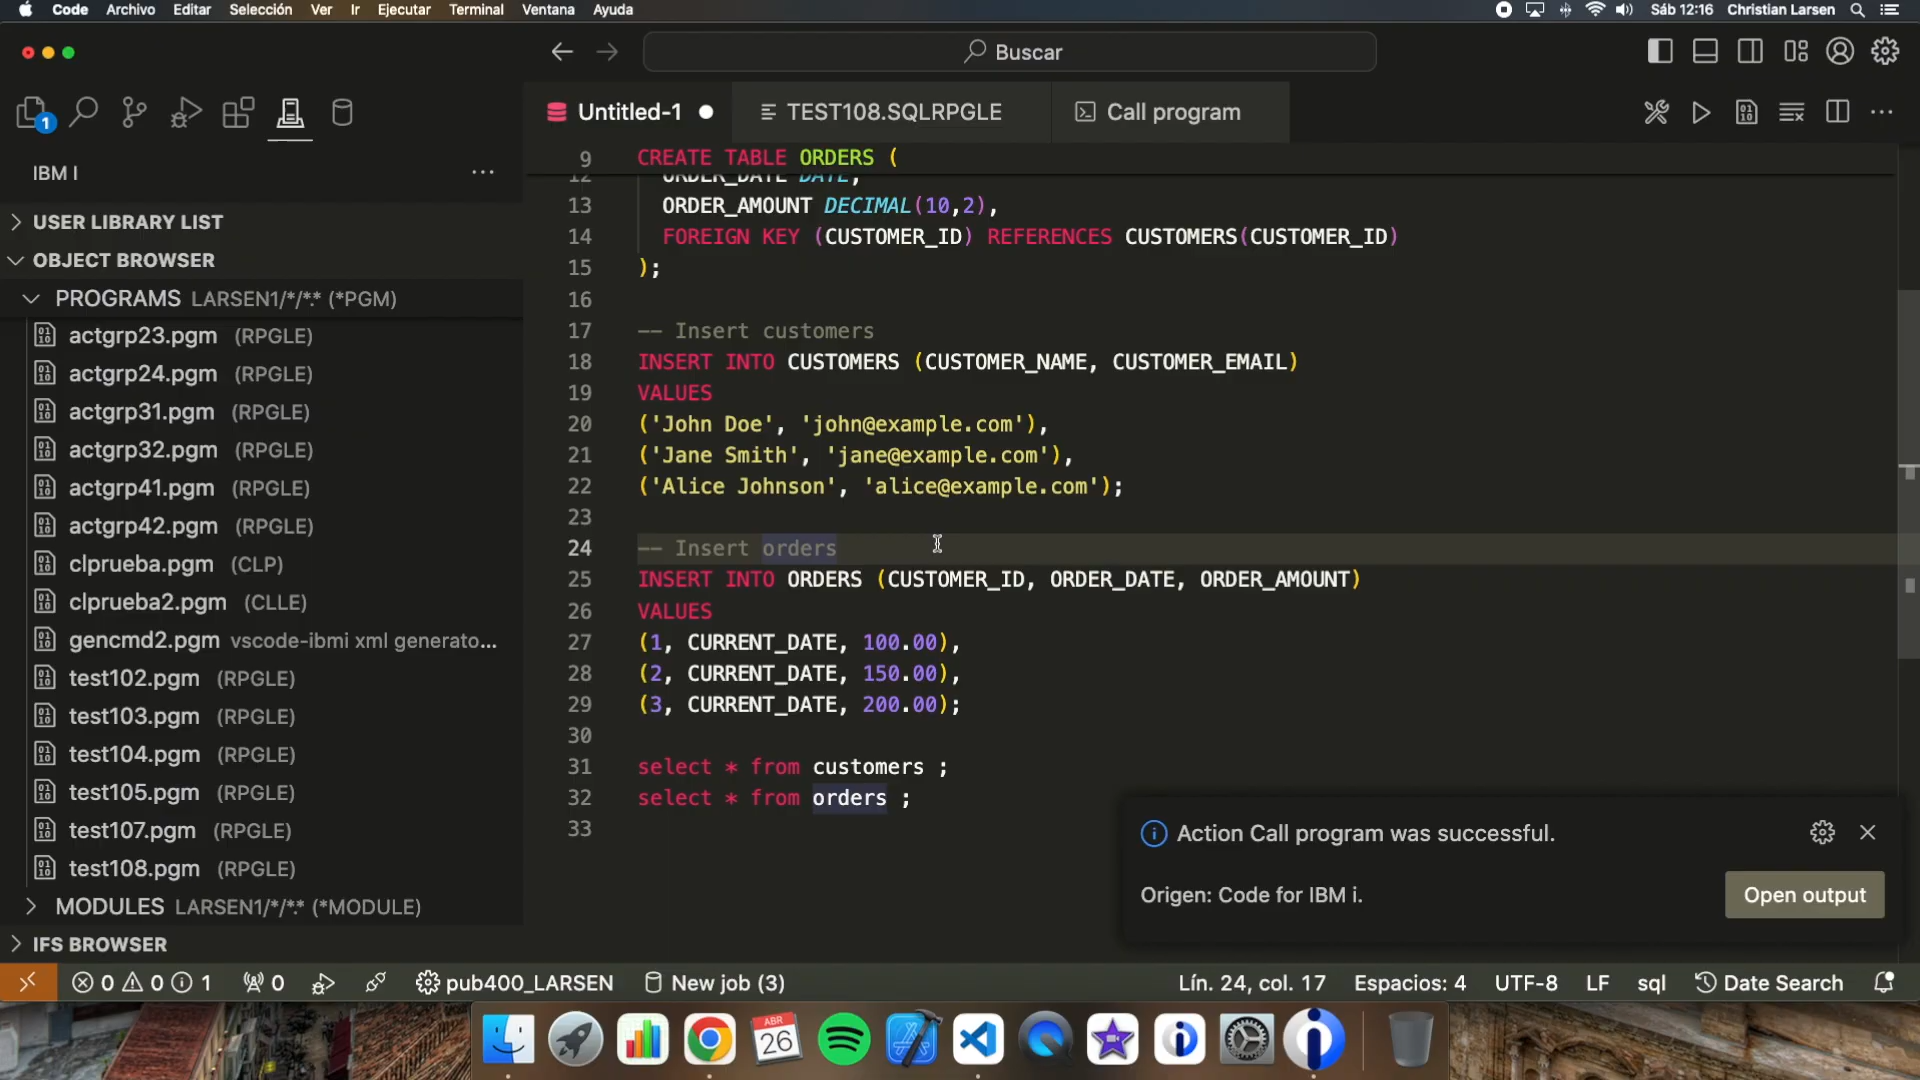 Code Archivo Editar Selección Ver Ir Ejecutar Terminal Ventana Ayuda Sáb 12:16 Christian Larsen
Buscar
1
Untitled-1 TEST108.SQLRPGLE Call program
IBM I
USER LIBRARY LIST
OBJECT BROWSER
PROGRAMS LARSEN1/*/*.* (*PGM)
actgrp23.pgm (RPGLE)
actgrp24.pgm (RPGLE)
actgrp31.pgm (RPGLE)
actgrp32.pgm (RPGLE)
actgrp41.pgm (RPGLE)
actgrp42.pgm (RPGLE)
clprueba.pgm (CLP)
clprueba2.pgm (CLLE)
gencmd2.pgm vscode-ibmi xml generato...
test102.pgm (RPGLE)
test103.pgm (RPGLE)
test104.pgm (RPGLE)
test105.pgm (RPGLE)
test107.pgm (RPGLE)
test108.pgm (RPGLE)
MODULES LARSEN1/*/*.* (*MODULE)
IFS BROWSER
9 CREATE TABLE ORDERS (
12 ORDER_DATE DATE,
13 ORDER_AMOUNT DECIMAL(10,2),
14 FOREIGN KEY (CUSTOMER_ID) REFERENCES CUSTOMERS(CUSTOMER_ID)
15 );
16
17 -- Insert customers
18 INSERT INTO CUSTOMERS (CUSTOMER_NAME, CUSTOMER_EMAIL)
19 VALUES
20 ('John Doe', 'john@example.com'),
21 ('Jane Smith', 'jane@example.com'),
22 ('Alice Johnson', 'alice@example.com');
23
24 -- Insert orders
25 INSERT INTO ORDERS (CUSTOMER_ID, ORDER_DATE, ORDER_AMOUNT)
26 VALUES
27 (1, CURRENT_DATE, 100.00),
28 (2, CURRENT_DATE, 150.00),
29 (3, CURRENT_DATE, 200.00);
30
31 select * from customers ;
32 select * from orders ;
33
Action Call program was successful.
Origen: Code for IBM i.
Open output
0 0 1 0 pub400_LARSEN New job (3) Lín. 24, col. 17 Espacios: 4 UTF-8 LF sql Date Search
ABR
26